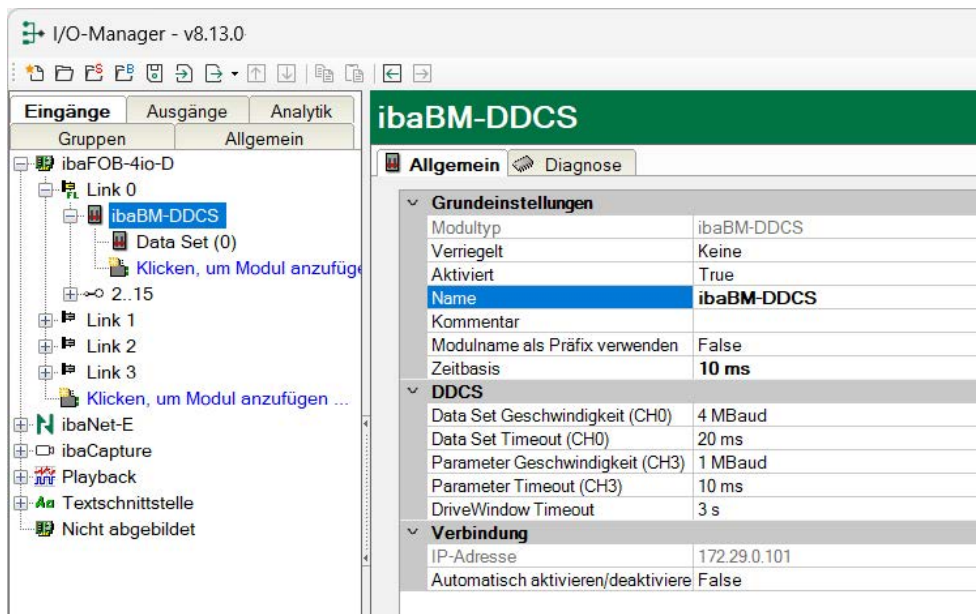 I/O-Manager - v8.13.0
Eingänge Ausgänge Analytik
Gruppen Allgemein
ibaFOB-4io-D
Link 0
ibaBM-DDCS
Data Set (0)
Klicken, um Modul anzufüge
2..15
Link 1
Link 2
Link 3
Klicken, um Modul anzufügen ...
ibaNet-E
ibaCapture
Playback
Textschnittstelle
Nicht abgebildet
ibaBM-DDCS
Allgemein Diagnose
Grundeinstellungen
Modultyp ibaBM-DDCS
Verriegelt Keine
Aktiviert True
Name ibaBM-DDCS
Kommentar
Modulname als Präfix verwenden False
Zeitbasis 10 ms
DDCS
Data Set Geschwindigkeit (CH0) 4 MBaud
Data Set Timeout (CH0) 20 ms
Parameter Geschwindigkeit (CH3) 1 MBaud
Parameter Timeout (CH3) 10 ms
DriveWindow Timeout 3 s
Verbindung
IP-Adresse 172.29.0.101
Automatisch aktivieren/deaktiviere False